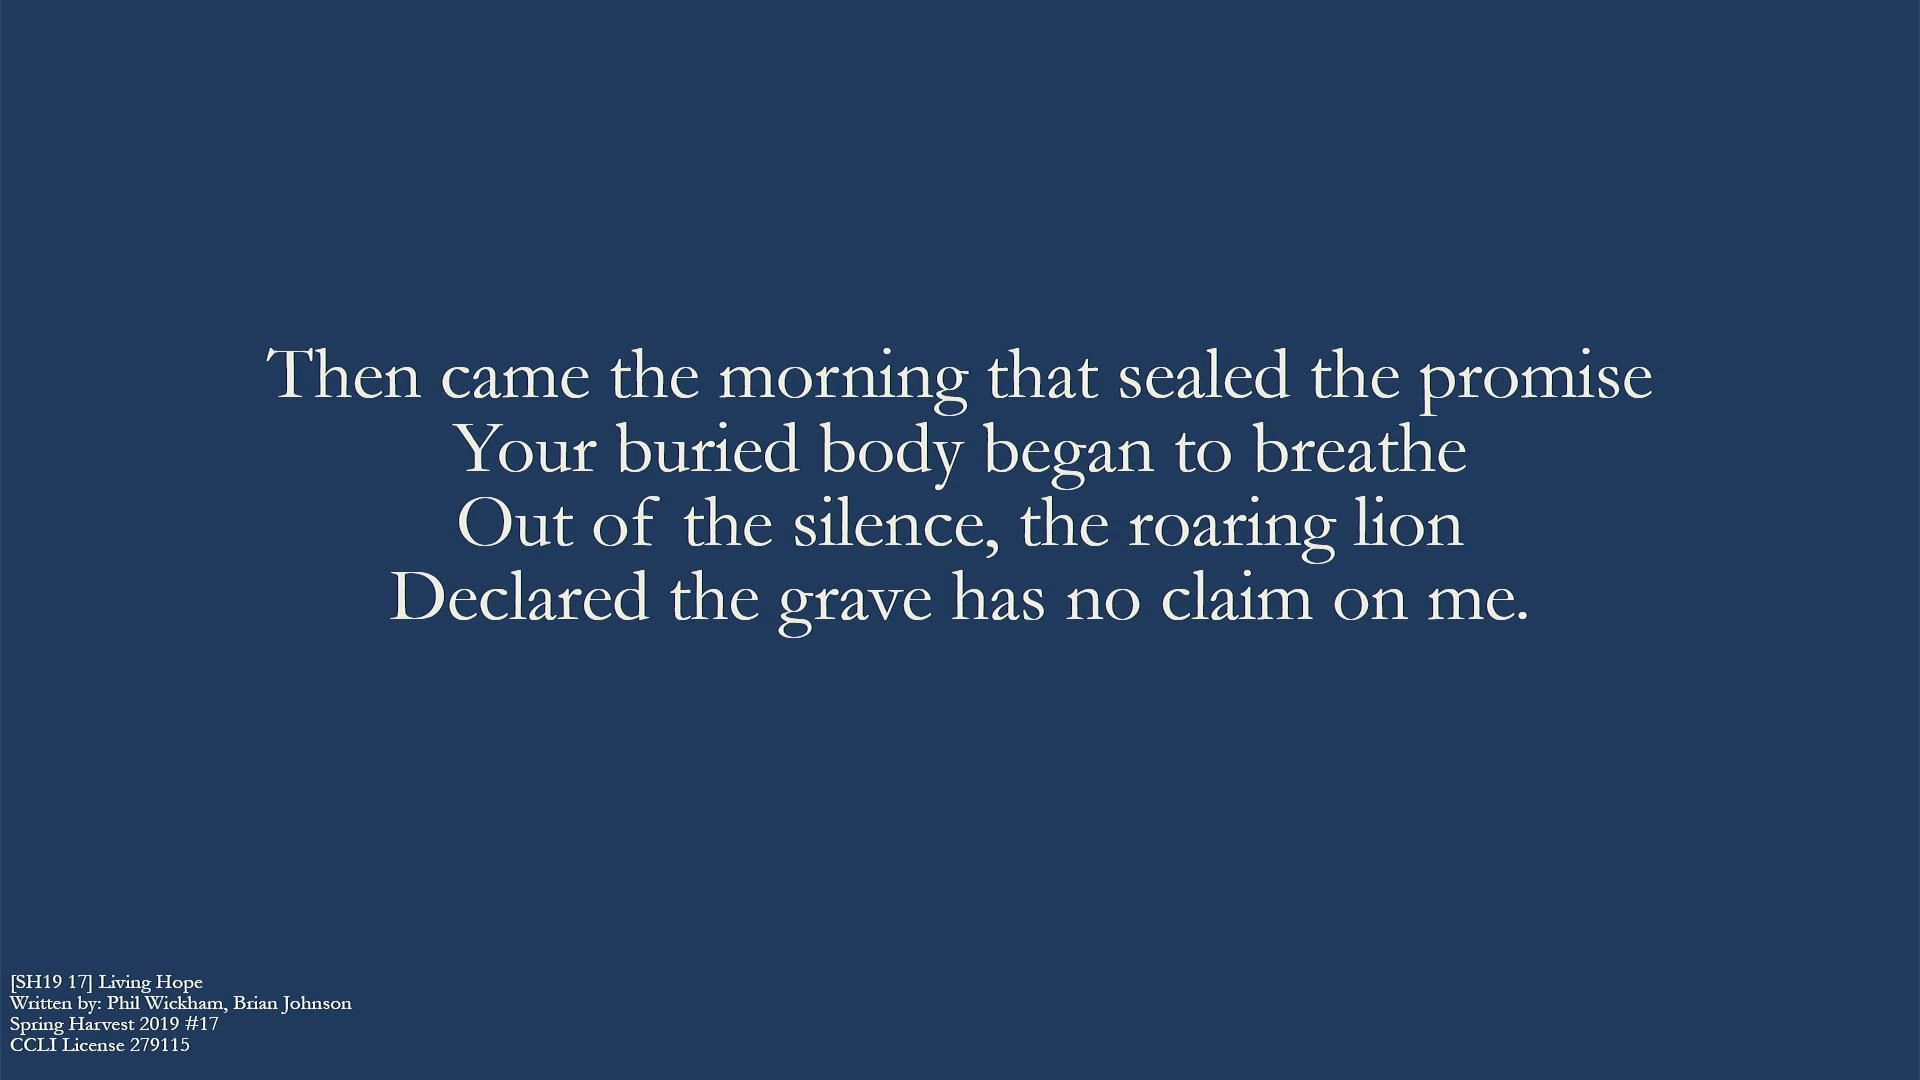 Then came the morning that sealed the promise
Your buried body began to breathe
Out of the silence, the roaring lion
Declared the grave has no claim on me.
[SH19 17] Living Hope
Written by: Phil Wickham, Brian Johnson
Spring Harvest 2019 #17
CCLI License 279115